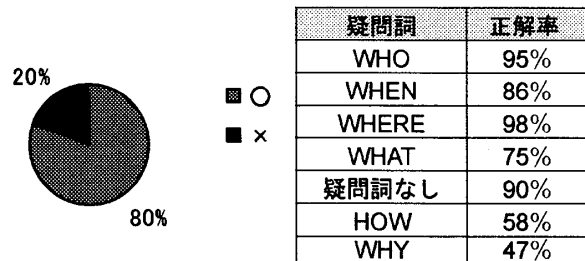 20%
80%
○
×
疑問詞 正解率
WHO 95%
WHEN 86%
WHERE 98%
WHAT 75%
疑問詞なし 90%
HOW 58%
WHY 47%